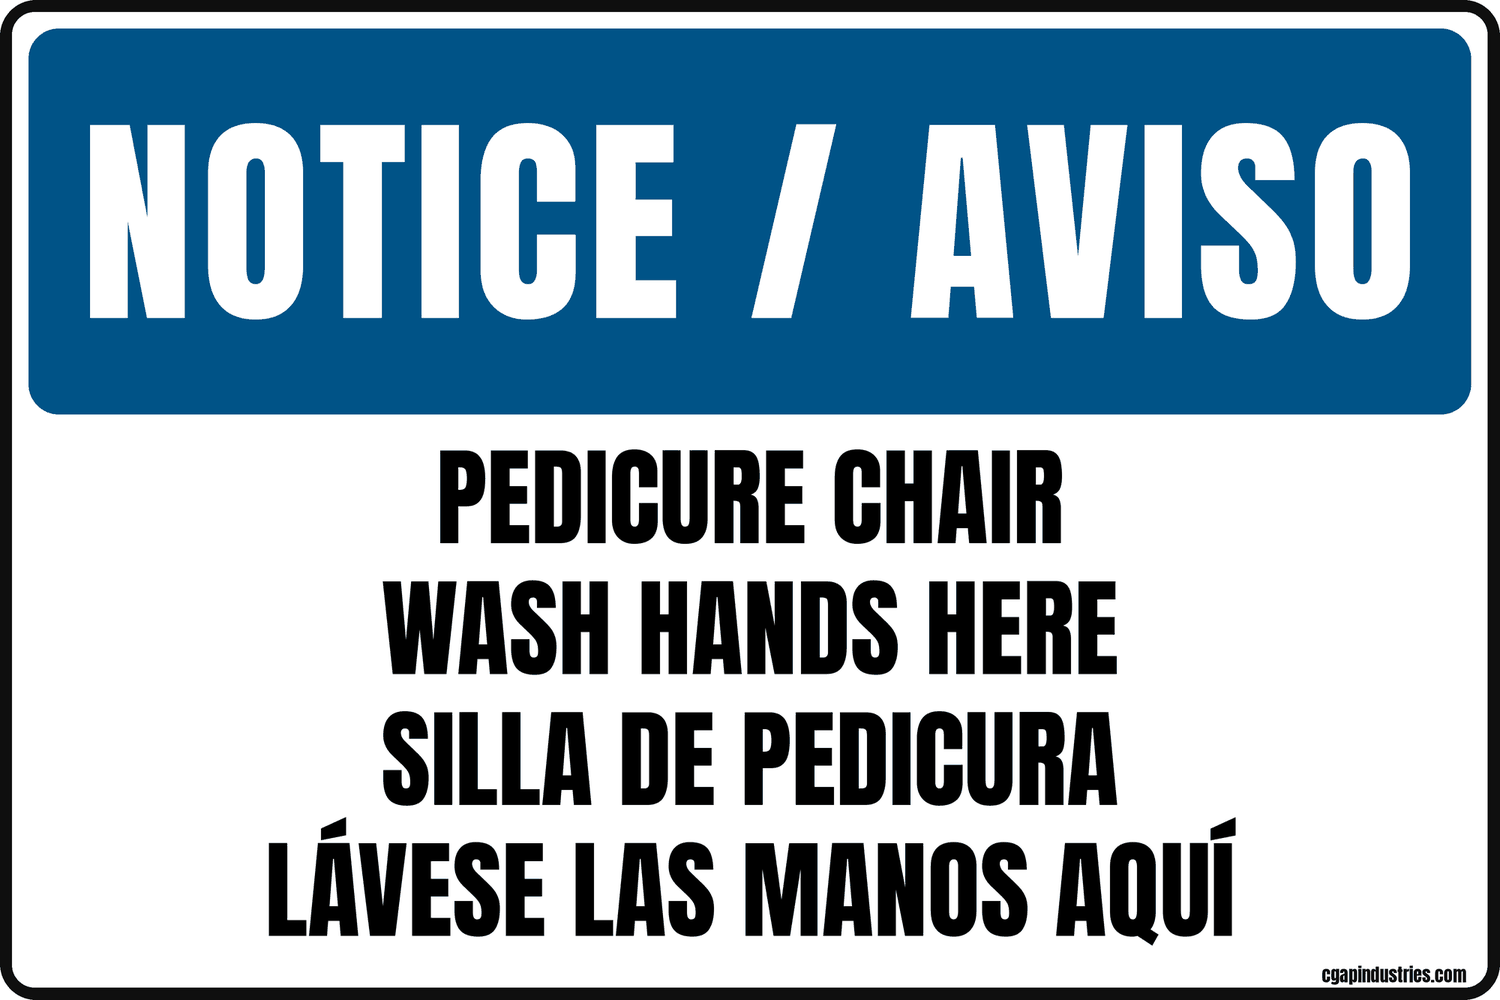 NOTICE / AVISO
PEDICURE CHAIR
WASH HANDS HERE
SILLA DE PEDICURA
LÁVESE LAS MANOS AQUÍ
cgapindustries.com